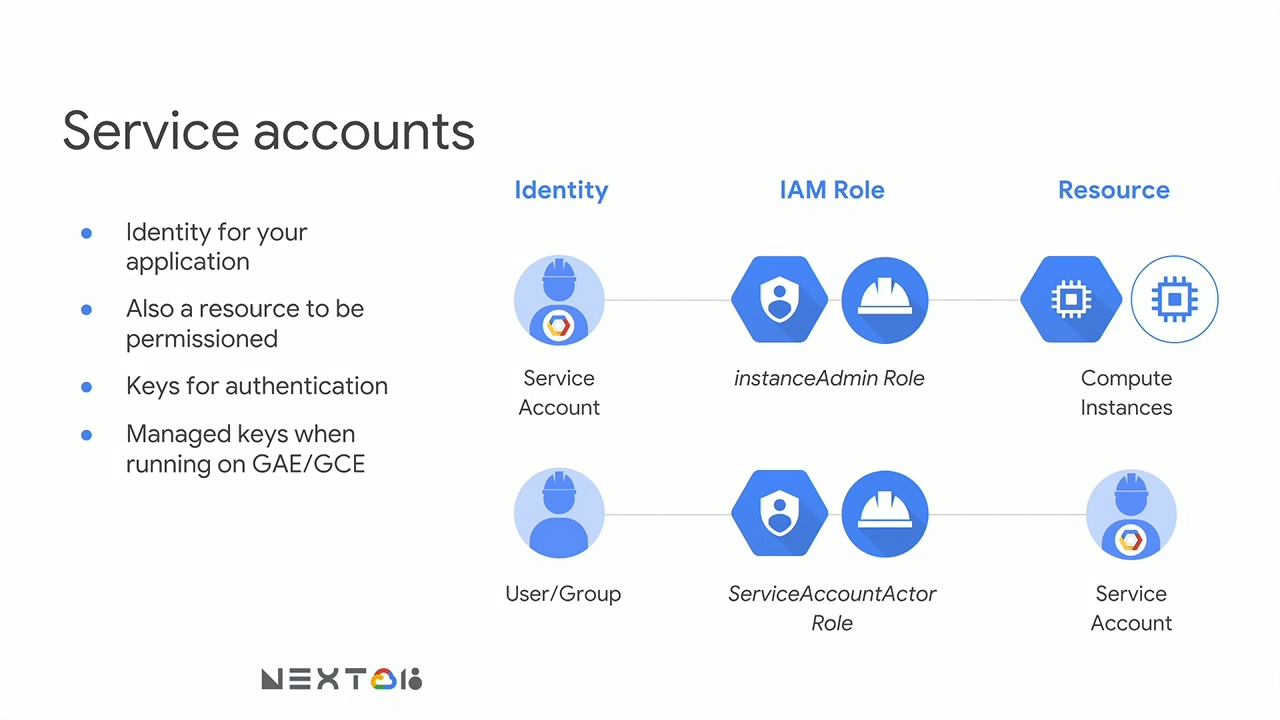 Service accounts
Identity for your
application
Also a resource to be
permissioned
Keys for authentication
Managed keys when
running on GAE/GCE
Identity
IAM Role
Resource
Service
Account
instanceAdmin Role
Compute
Instances
User/Group
ServiceAccountActor
Role
Service
Account
NEXT 18